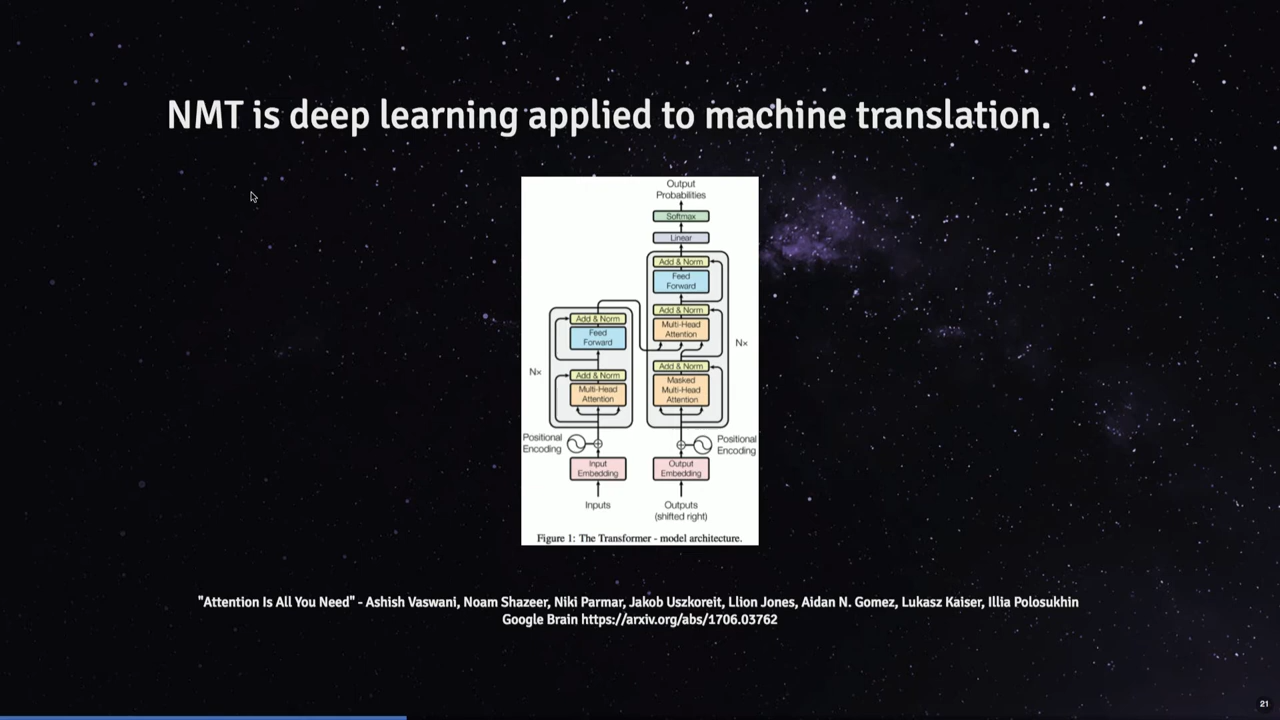 NMT is deep learning applied to machine translation.
Output
Probabilities
Softmax
Linear
Add & Norm
Feed
Forward
Add & Norm
Multi-Head
Attention
Nx
Add & Norm
Masked
Multi-Head
Attention
Add & Norm
Feed
Forward
Nx
Add & Norm
Multi-Head
Attention
Positional
Encoding
Positional
Encoding
Input
Embedding
Output
Embedding
Inputs
Outputs
(shifted right)
Figure 1: The Transformer - model architecture.
"Attention Is All You Need" - Ashish Vaswani, Noam Shazeer, Niki Parmar, Jakob Uszkoreit, Llion Jones, Aidan N. Gomez, Lukasz Kaiser, Illia Polosukhin
Google Brain https://arxiv.org/abs/1706.03762
21